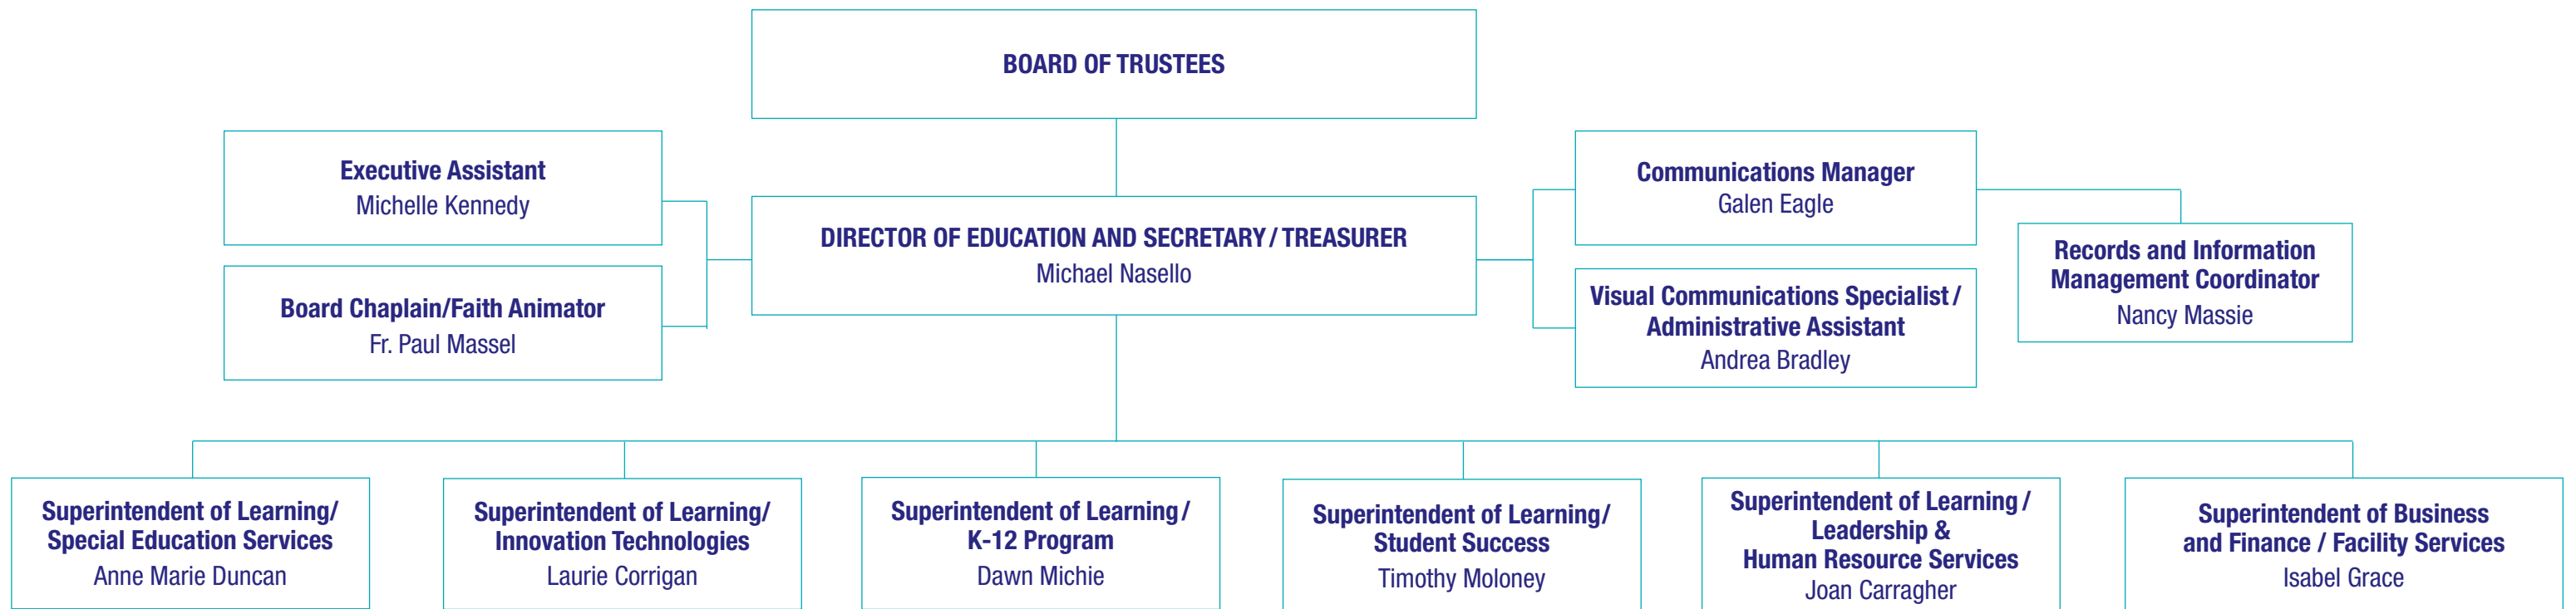 BOARD OF TRUSTEES
Executive Assistant
Michelle Kennedy
Board Chaplain/Faith Animator
Fr. Paul Massel
DIRECTOR OF EDUCATION AND SECRETARY / TREASURER
Michael Nasello
Communications Manager
Galen Eagle
Visual Communications Specialist /
Administrative Assistant
Andrea Bradley
Records and Information
Management Coordinator
Nancy Massie
Superintendent of Learning/
Special Education Services
Anne Marie Duncan
Superintendent of Learning/
Innovation Technologies
Laurie Corrigan
Superintendent of Learning /
K-12 Program
Dawn Michie
Superintendent of Learning/
Student Success
Timothy Moloney
Superintendent of Learning /
Leadership &
Human Resource Services
Joan Carragher
Superintendent of Business
and Finance / Facility Services
Isabel Grace